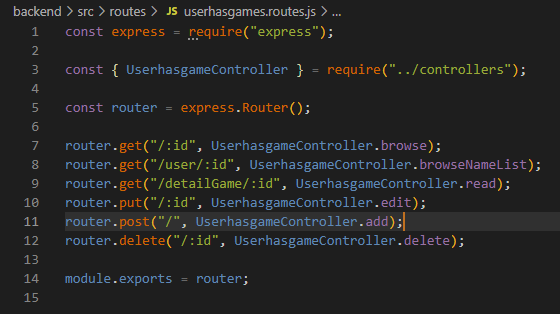 backend > src > routes > JS userhasgames.routes.js > ...
1 const express = require("express");
2
3 const { UserhasgameController } = require("../controllers");
4
5 const router = express.Router();
6
7 router.get("/:id", UserhasgameController.browse);
8 router.get("/user/:id", UserhasgameController.browseNameList);
9 router.get("/detailGame/:id", UserhasgameController.read);
10 router.put("/:id", UserhasgameController.edit);
11 router.post("/", UserhasgameController.add);
12 router.delete("/:id", UserhasgameController.delete);
13
14 module.exports = router;
15